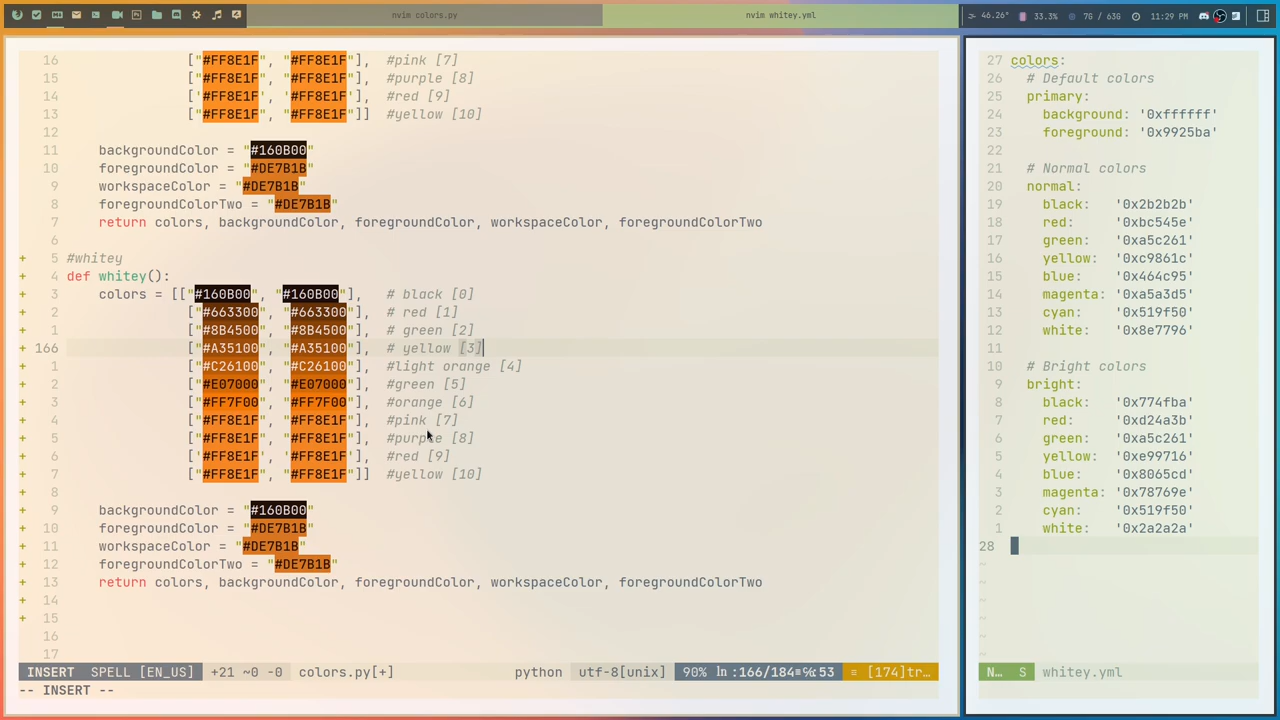 nvim colors.py
nvim whitey.yml
46.26° 33.3% 7G / 63G 11:29 PM
16 ["#FF8E1F", "#FF8E1F"], #pink [7]
15 ["#FF8E1F", "#FF8E1F"], #purple [8]
14 ['#FF8E1F', '#FF8E1F'], #red [9]
13 ["#FF8E1F", "#FF8E1F"]] #yellow [10]
12
11 backgroundColor = "#160B00"
10 foregroundColor = "#DE7B1B"
9 workspaceColor = "#DE7B1B"
8 foregroundColorTwo = "#DE7B1B"
7 return colors, backgroundColor, foregroundColor, workspaceColor, foregroundColorTwo
6
+ 5 #whitey
+ 4 def whitey():
+ 3 colors = [["#160B00", "#160B00"], # black [0]
+ 2 ["#663300", "#663300"], # red [1]
+ 1 ["#8B4500", "#8B4500"], # green [2]
+ 166 ["#A35100", "#A35100"], # yellow [3]
+ 1 ["#C26100", "#C26100"], #light orange [4]
+ 2 ["#E07000", "#E07000"], #green [5]
+ 3 ["#FF7F00", "#FF7F00"], #orange [6]
+ 4 ["#FF8E1F", "#FF8E1F"], #pink [7]
+ 5 ["#FF8E1F", "#FF8E1F"], #purple [8]
+ 6 ['#FF8E1F', '#FF8E1F'], #red [9]
+ 7 ["#FF8E1F", "#FF8E1F"]] #yellow [10]
+ 8
+ 9 backgroundColor = "#160B00"
+ 10 foregroundColor = "#DE7B1B"
+ 11 workspaceColor = "#DE7B1B"
+ 12 foregroundColorTwo = "#DE7B1B"
+ 13 return colors, backgroundColor, foregroundColor, workspaceColor, foregroundColorTwo
+ 14
+ 15
16
17
INSERT SPELL [EN_US] +21 ~0 -0 colors.py[+] python utf-8[unix] 90% ln :166/184≡℅:53 ≡ [174]tr…
-- INSERT --
27 colors:
26 # Default colors
25 primary:
24 background: '0xffffff'
23 foreground: '0x9925ba'
22
21 # Normal colors
20 normal:
19 black: '0x2b2b2b'
18 red: '0xbc545e'
17 green: '0xa5c261'
16 yellow: '0xc9861c'
15 blue: '0x464c95'
14 magenta: '0xa5a3d5'
13 cyan: '0x519f50'
12 white: '0x8e7796'
11
10 # Bright colors
9 bright:
8 black: '0x774fba'
7 red: '0xd24a3b'
6 green: '0xa5c261'
5 yellow: '0xe99716'
4 blue: '0x8065cd'
3 magenta: '0x78769e'
2 cyan: '0x519f50'
1 white: '0x2a2a2a'
28
~
~
~
~
~
~
N… S whitey.yml